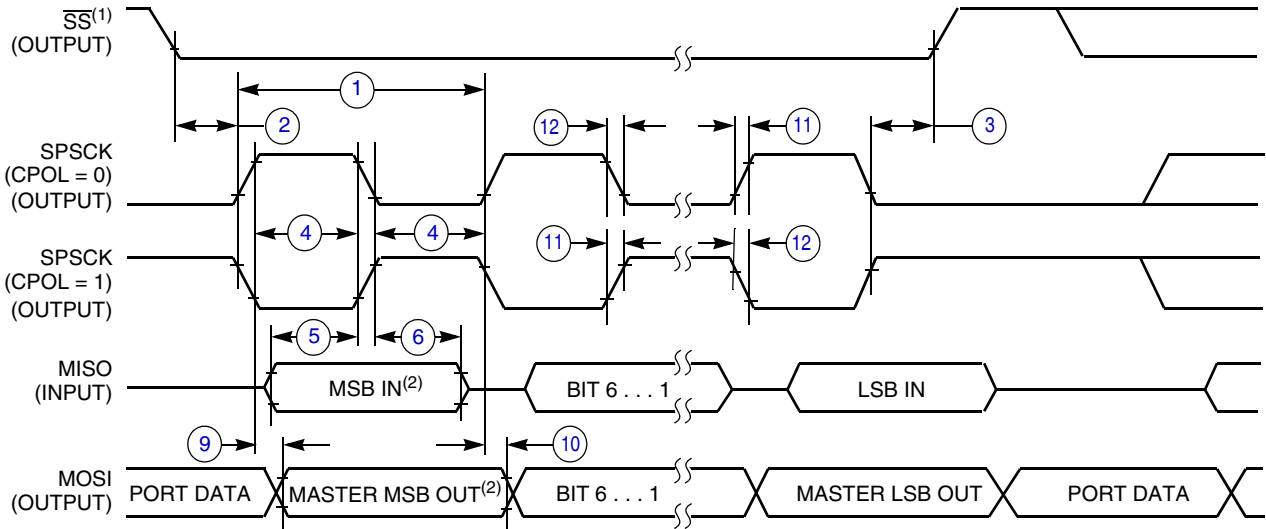 SS(1)
(OUTPUT)
1
2
12
11
3
SPSCK
(CPOL = 0)
(OUTPUT)
4
4
SPSCK
(CPOL = 1)
(OUTPUT)
11
12
5
6
MISO
(INPUT)
MSB IN(2)
BIT 6 . . . 1
LSB IN
9
10
MOSI
(OUTPUT)
PORT DATA
MASTER MSB OUT(2)
BIT 6 . . . 1
MASTER LSB OUT
PORT DATA